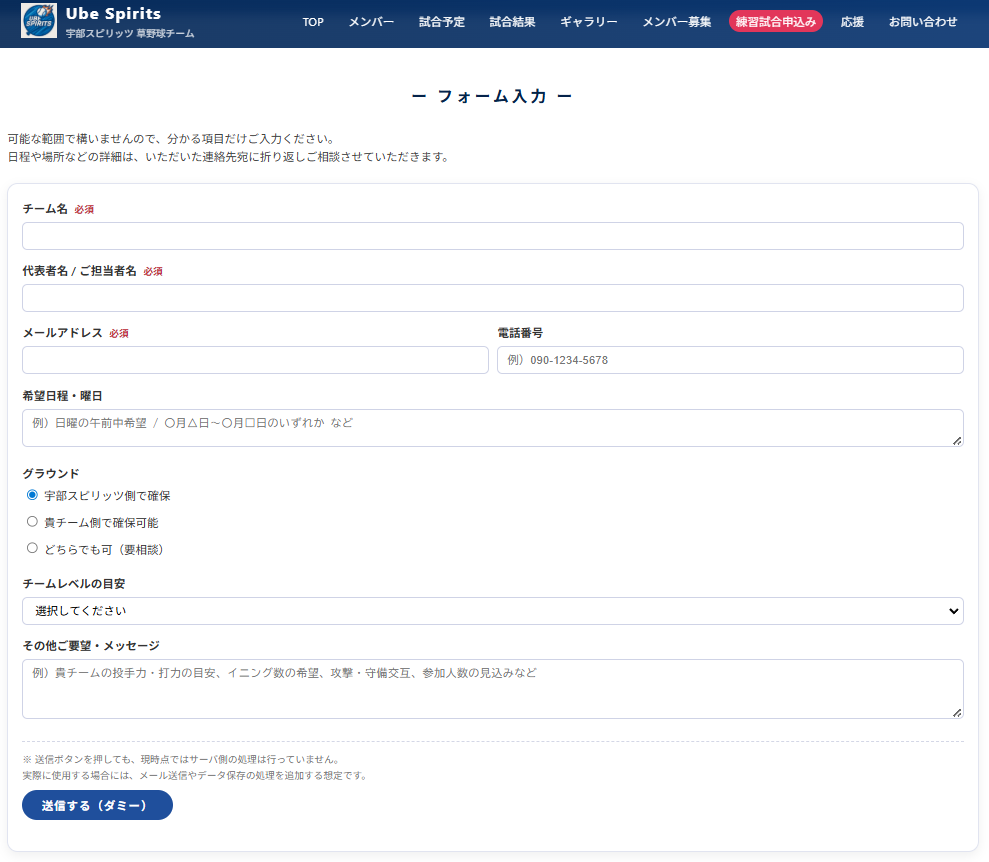 UBE SPIRITS
Ube Spirits
宇部スピリッツ 草野球チーム
TOP メンバー 試合予定 試合結果 ギャラリー メンバー募集 練習試合申込み 応援 お問い合わせ
ー フォーム入力 ー
可能な範囲で構いませんので、分かる項目だけご入力ください。
日程や場所などの詳細は、いただいた連絡先宛に折り返しご相談させていただきます。
チーム名 必須
代表者名 / ご担当者名 必須
メールアドレス 必須 電話番号
例）090-1234-5678
希望日程・曜日
例）日曜の午前中希望 / 〇月△日～〇月□日のいずれか など
グラウンド
宇部スピリッツ側で確保
貴チーム側で確保可能
どちらでも可（要相談）
チームレベルの目安
選択してください
その他ご要望・メッセージ
例）貴チームの投手力・打力の目安、イニング数の希望、攻撃・守備交互、参加人数の見込みなど
※ 送信ボタンを押しても、現時点ではサーバ側の処理は行っていません。
実際に使用する場合には、メール送信やデータ保存の処理を追加する想定です。
送信する（ダミー）